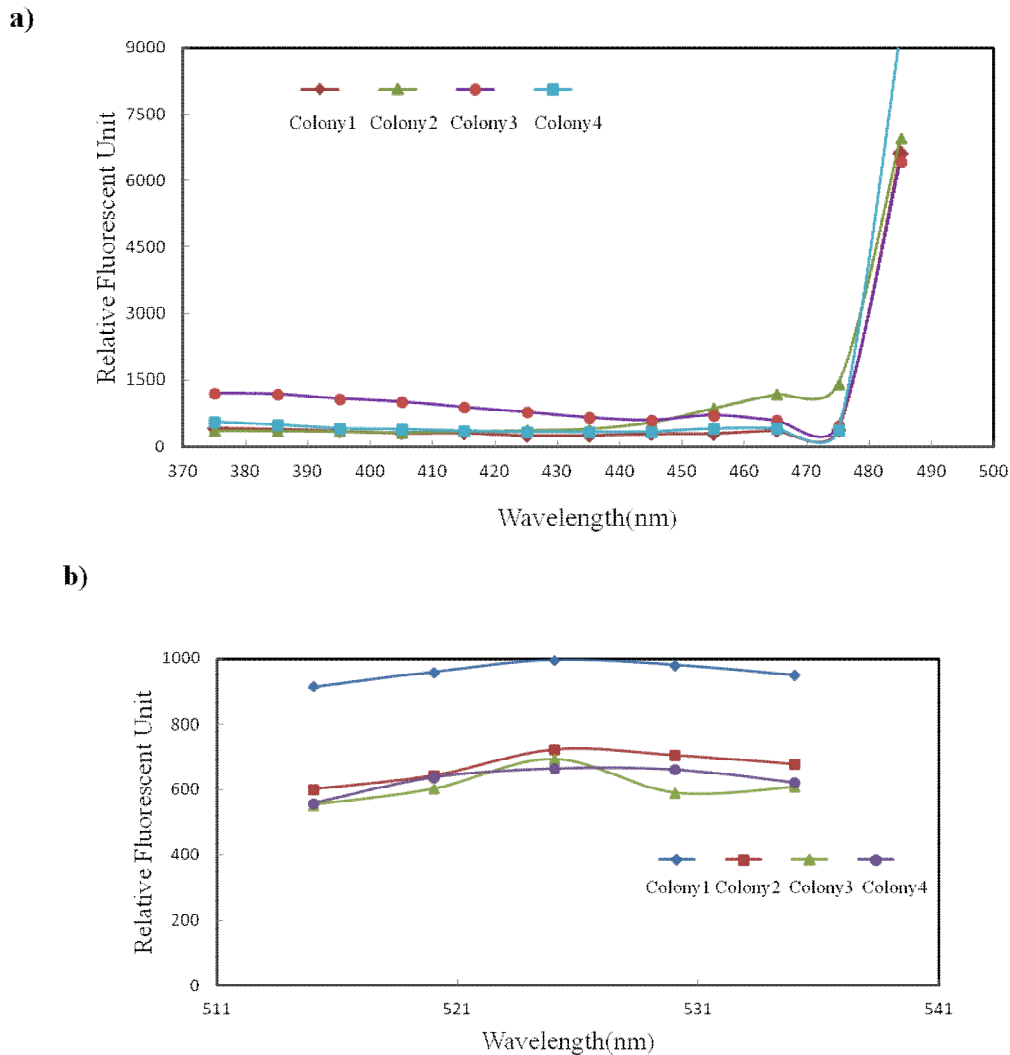 a)
9000
7500
6000
4500
3000
1500
0
Relative Fluorescent Unit
Colony1 Colony2 Colony3 Colony4
370 380 390 400 410 420 430 440 450 460 470 480 490 500
Wavelength(nm)
b)
1000
800
600
400
200
0
Relative Fluorescent Unit
Colony1 Colony2 Colony3 Colony4
511 521 531 541
Wavelength(nm)